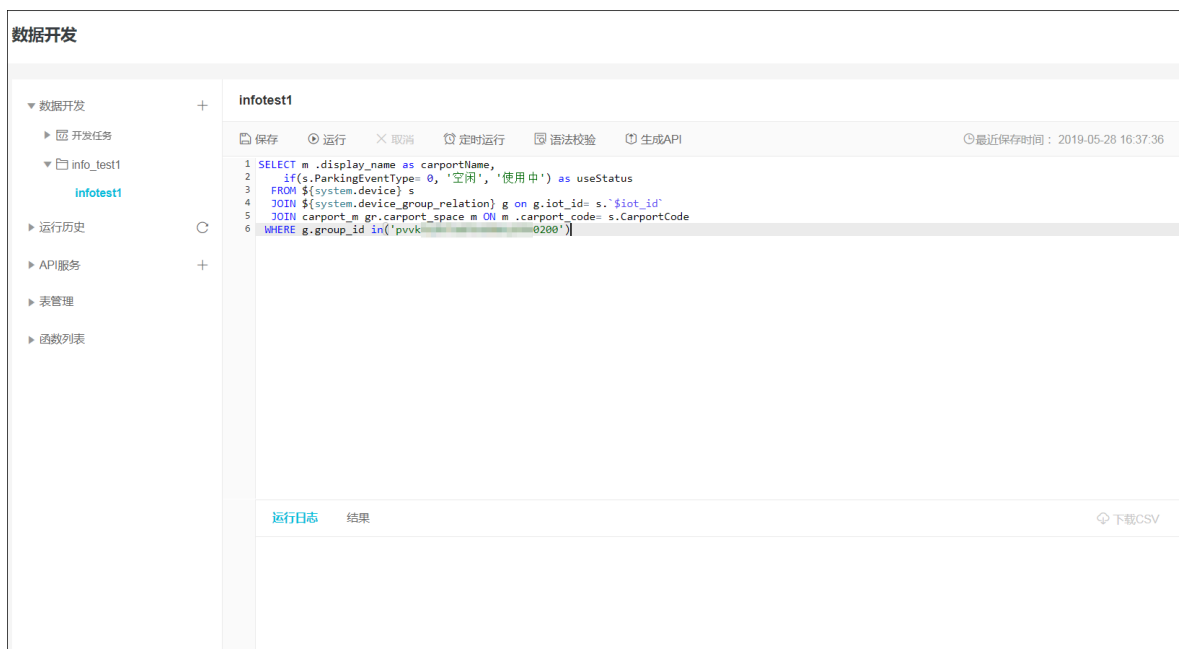 数据开发
数据开发
开发任务
info_test1
infotest1
运行历史
API服务
表管理
函数列表
infotest1
保存 运行 取消 定时运行 语法校验 生成API 最近保存时间： 2019-05-28 16:37:36
1 SELECT m .display_name as carportName,
2 if(s.ParkingEventType= 0, '空闲', '使用中') as useStatus
3 FROM ${system.device} s
4 JOIN ${system.device_group_relation} g on g.iot_id= s.`$iot_id`
5 JOIN carport_m gr.carport_space m ON m .carport_code= s.CarportCode
6 WHERE g.group_id in('pvvk 0200')
运行日志 结果 下载CSV